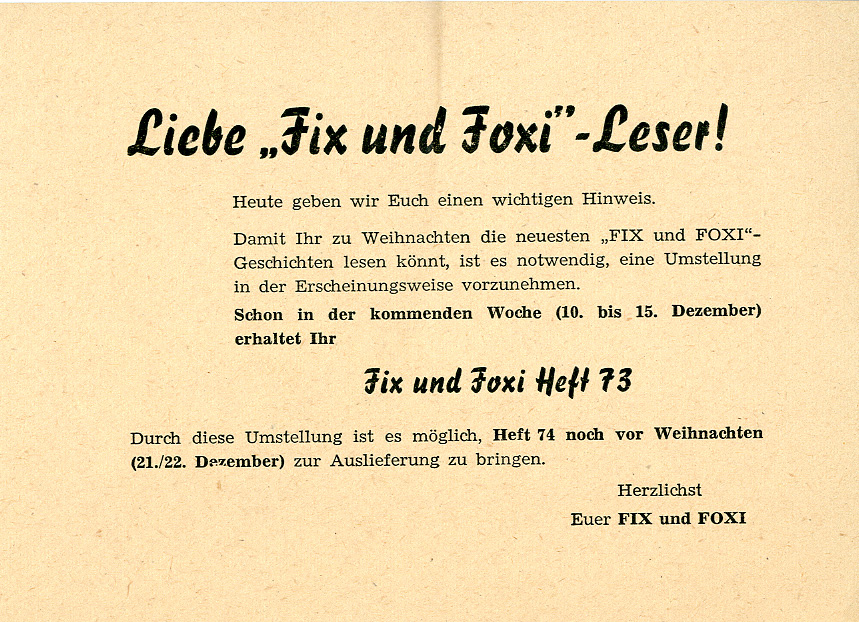 Liebe „Fix und Foxi”-Leser!
Heute geben wir Euch einen wichtigen Hinweis.
Damit Ihr zu Weihnachten die neuesten „FIX und FOXI“-
Geschichten lesen könnt, ist es notwendig, eine Umstellung
in der Erscheinungsweise vorzunehmen.
Schon in der kommenden Woche (10. bis 15. Dezember)
erhaltet Ihr
Fix und Foxi Heft 73
Durch diese Umstellung ist es möglich, Heft 74 noch vor Weihnachten
(21./22. Dezember) zur Auslieferung zu bringen.
Herzlichst
Euer FIX und FOXI